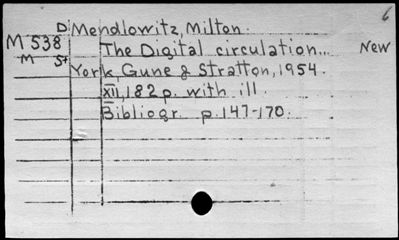 6
D Mendlowitz, Milton.
M 538 The Digital circulation... New
M St York, Gune & Stratton, 1954.
XII, 182 p. with ill.
Bibliogr. p. 147-170.